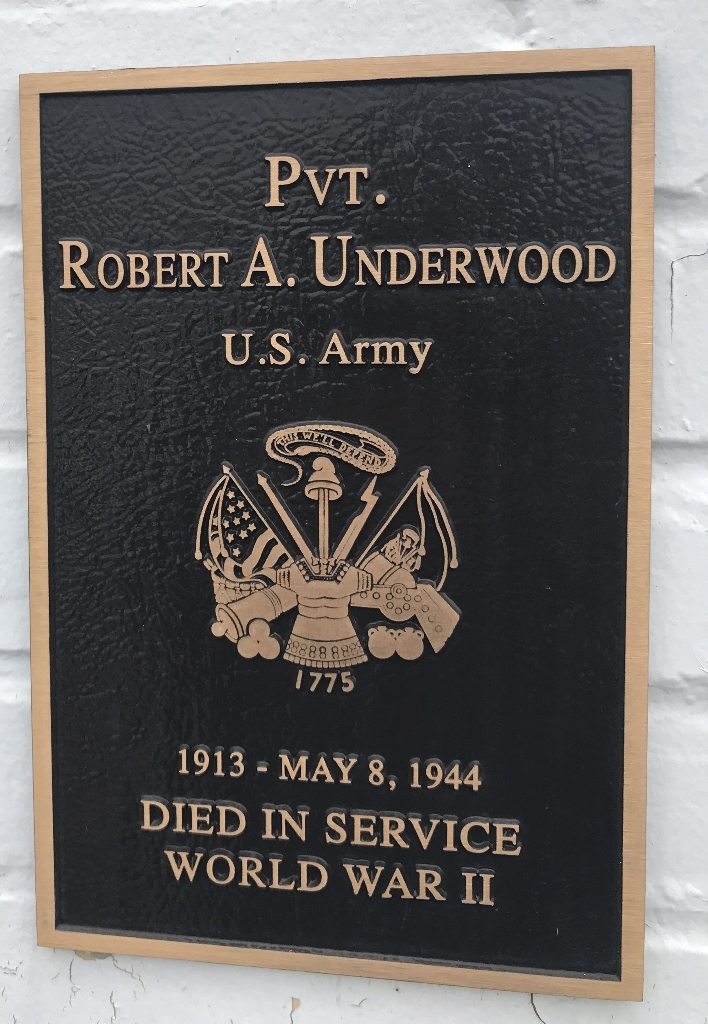 PVT.
ROBERT A. UNDERWOOD
U.S. Army
THIS WE'LL DEFEND
1775
1913 - MAY 8, 1944
DIED IN SERVICE
WORLD WAR II